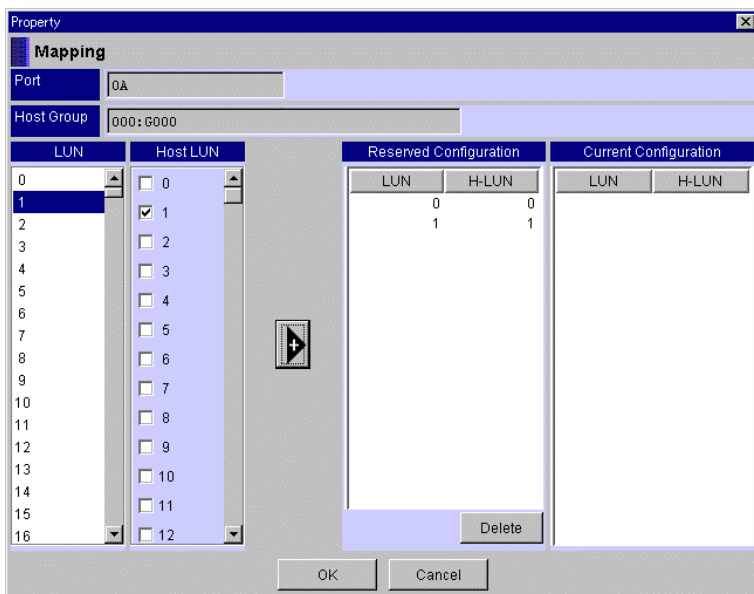 Property
Mapping
Port 0A
Host Group 000:G000
LUN Host LUN Reserved Configuration Current Configuration
LUN H-LUN LUN H-LUN
0 0 0 0
1 1 1 1
2 2
3 3
4 4
5 5
6 6
7 7
8 8
9 9
10 10
11 11
12 12
13
14
15
16
Delete
OK Cancel